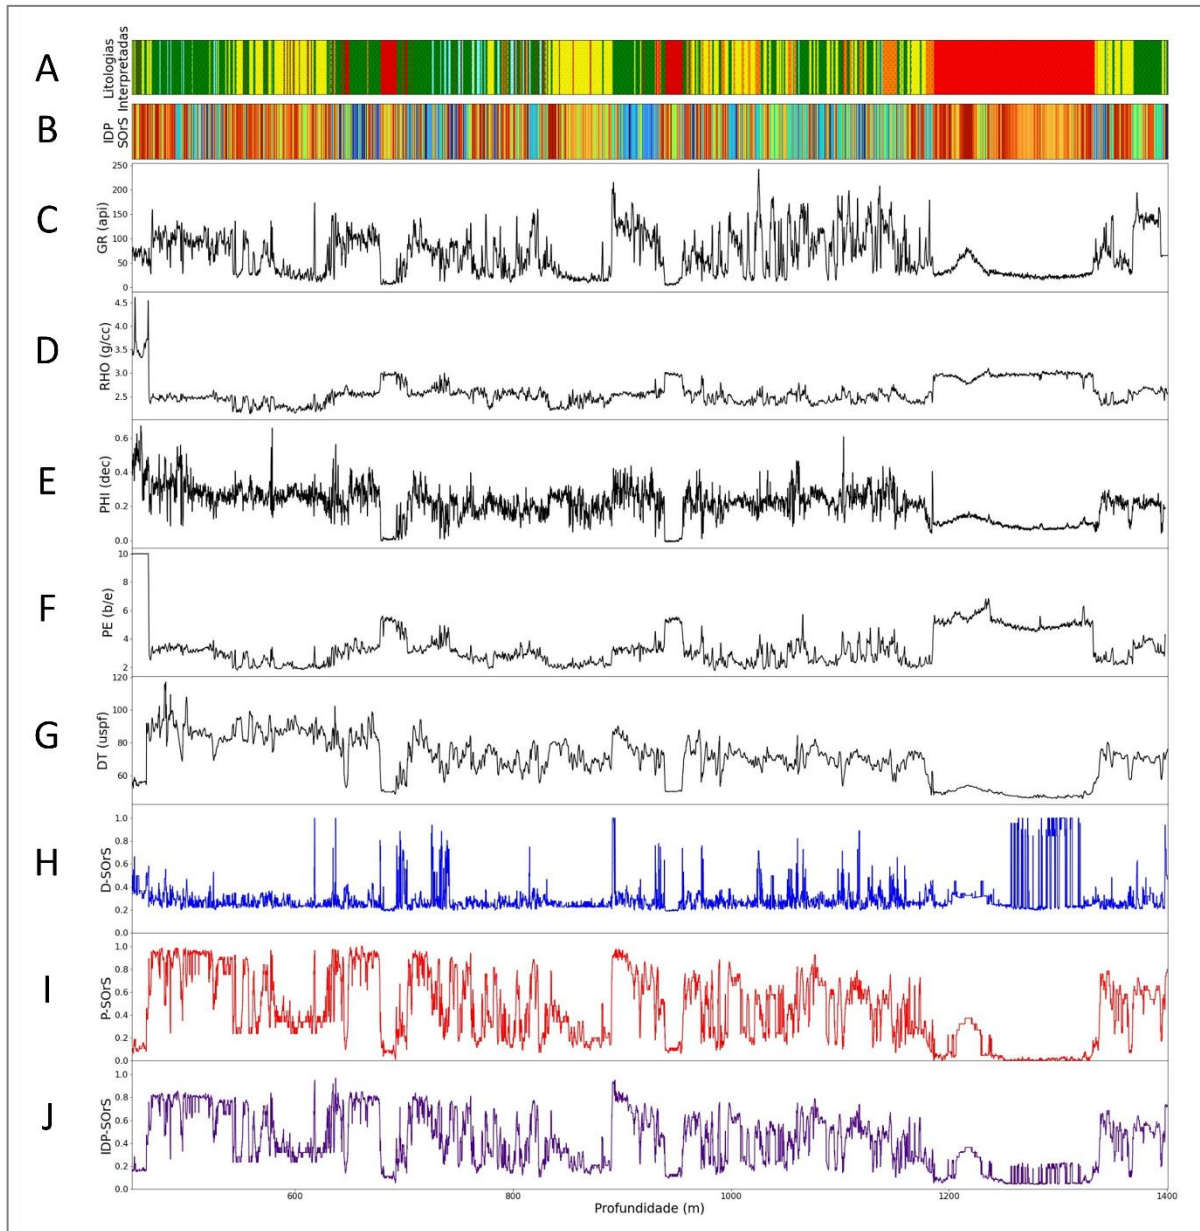 A
Litologias
Interpretadas
B
IDP
SOrS
C
GR (api)
250
200
150
100
50
0
D
RHO (g/cc)
4.5
4.0
3.5
3.0
2.5
E
PHI (dec)
0.6
0.4
0.2
0.0
F
PE (b/e)
10
8
6
4
2
G
DT (uspf)
120
100
80
60
H
D-SOrS
1.0
0.8
0.6
0.4
0.2
0.0
I
P-SOrS
1.0
0.8
0.6
0.4
0.2
0.0
J
IDP-SOrS
1.0
0.8
0.6
0.4
0.2
0.0
600
800
1000
1200
1400
Profundidade (m)